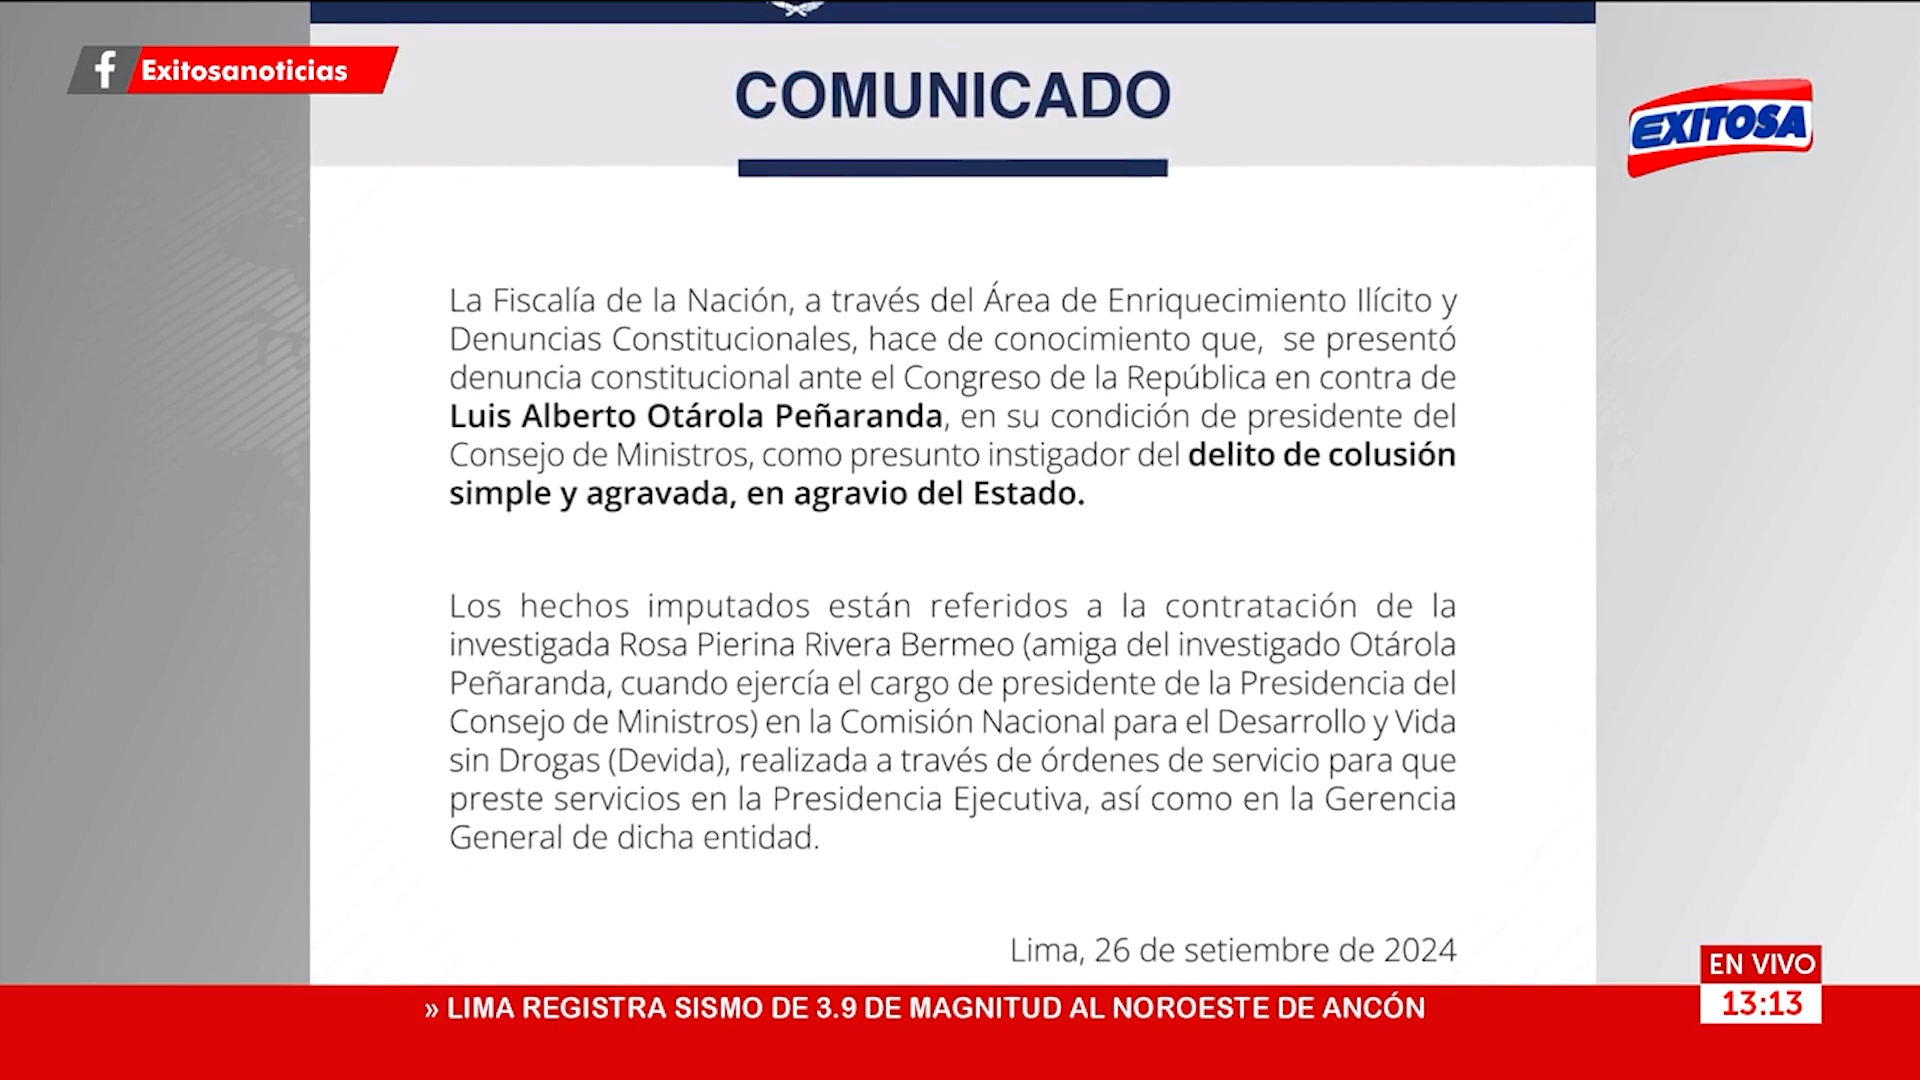 Exitosanoticias
COMUNICADO
EXITOSA
La Fiscalía de la Nación, a través del Área de Enriquecimiento Ilícito y
Denuncias Constitucionales, hace de conocimiento que,  se presentó
denuncia constitucional ante el Congreso de la República en contra de
Luis Alberto Otárola Peñaranda, en su condición de presidente del
Consejo de Ministros, como presunto instigador del delito de colusión
simple y agravada, en agravio del Estado.
Los hechos imputados están referidos a la contratación de la
investigada Rosa Pierina Rivera Bermeo (amiga del investigado Otárola
Peñaranda, cuando ejercía el cargo de presidente de la Presidencia del
Consejo de Ministros) en la Comisión Nacional para el Desarrollo y Vida
sin Drogas (Devida), realizada a través de órdenes de servicio para que
preste servicios en la Presidencia Ejecutiva, así como en la Gerencia
General de dicha entidad.
Lima, 26 de setiembre de 2024
EN VIVO
13:13
» LIMA REGISTRA SISMO DE 3.9 DE MAGNITUD AL NOROESTE DE ANCÓN